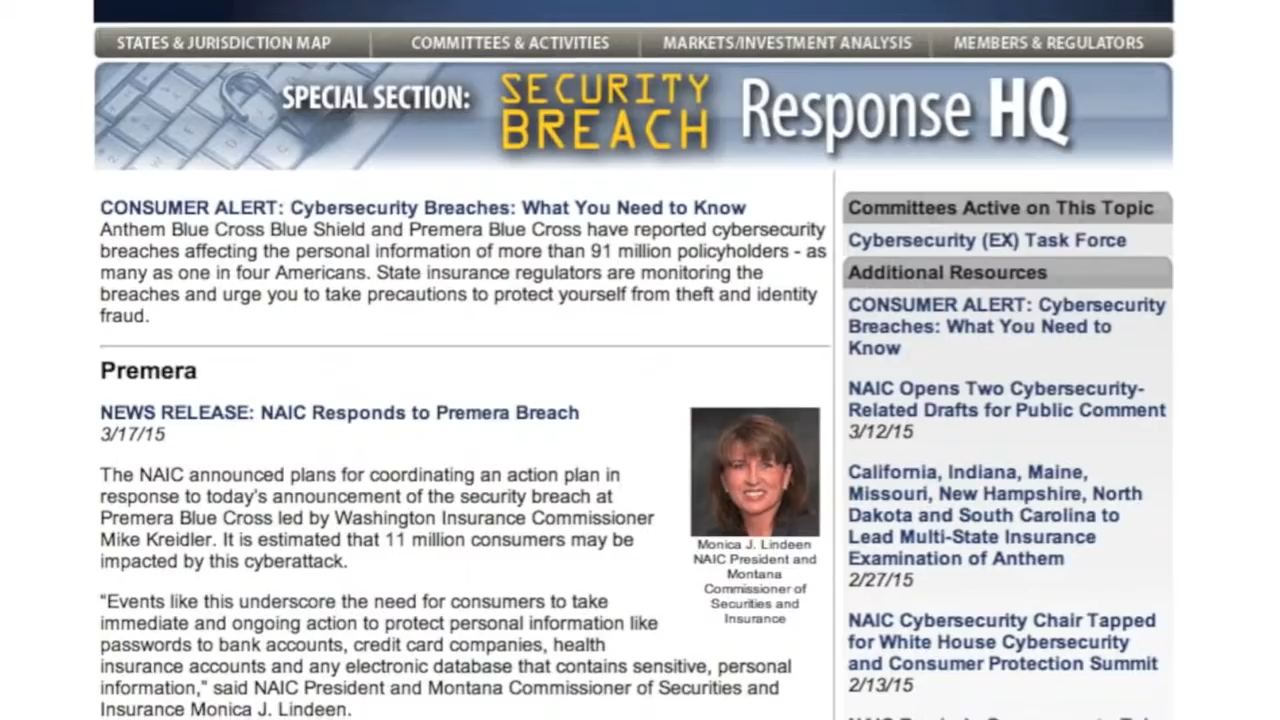 STATES & JURISDICTION MAP
COMMITTEES & ACTIVITIES
MARKETS/INVESTMENT ANALYSIS
MEMBERS & REGULATORS
SPECIAL SECTION: SECURITY BREACH Response HQ
CONSUMER ALERT: Cybersecurity Breaches: What You Need to Know
Anthem Blue Cross Blue Shield and Premera Blue Cross have reported cybersecurity
breaches affecting the personal information of more than 91 million policyholders - as
many as one in four Americans. State insurance regulators are monitoring the
breaches and urge you to take precautions to protect yourself from theft and identity
fraud.
Premera
NEWS RELEASE: NAIC Responds to Premera Breach
3/17/15
The NAIC announced plans for coordinating an action plan in
response to today's announcement of the security breach at
Premera Blue Cross led by Washington Insurance Commissioner
Mike Kreidler. It is estimated that 11 million consumers may be
impacted by this cyberattack.
"Events like this underscore the need for consumers to take
immediate and ongoing action to protect personal information like
passwords to bank accounts, credit card companies, health
insurance accounts and any electronic database that contains sensitive, personal
information," said NAIC President and Montana Commissioner of Securities and
Insurance Monica J. Lindeen.
Monica J. Lindeen
NAIC President and
Montana
Commissioner of
Securities and
Insurance
Committees Active on This Topic
Cybersecurity (EX) Task Force
Additional Resources
CONSUMER ALERT: Cybersecurity
Breaches: What You Need to
Know
NAIC Opens Two Cybersecurity-
Related Drafts for Public Comment
3/12/15
California, Indiana, Maine,
Missouri, New Hampshire, North
Dakota and South Carolina to
Lead Multi-State Insurance
Examination of Anthem
2/27/15
NAIC Cybersecurity Chair Tapped
for White House Cybersecurity
and Consumer Protection Summit
2/13/15